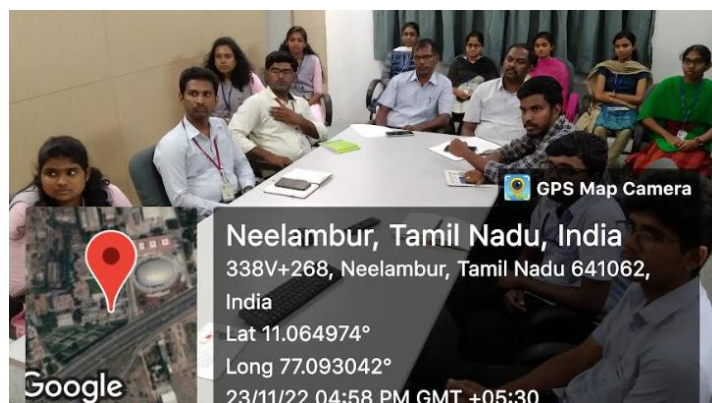 GPS Map Camera
Neelambur, Tamil Nadu, India
338V+268, Neelambur, Tamil Nadu 641062,
India
Lat 11.064974°
Long 77.093042°
23/11/22 04:58 PM GMT +05:30
Google